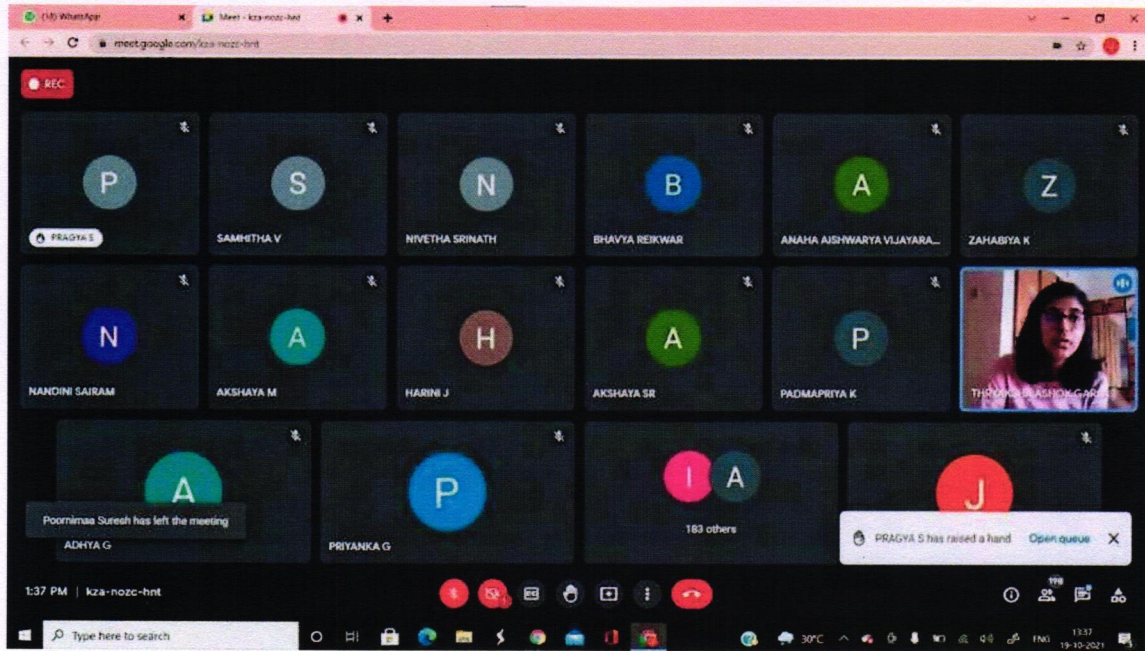 WhatsApp
Meet - kza-nozc-hnt
meet.google.com/kza-nozc-hnt
REC
P
S
N
B
A
Z
PRAGYA S
SAMHITHA V
NIVETHA SRINATH
BHAVYA REIKWAR
ANAHA AISHWARYA VIJAYARA...
ZAHABIYA K
N
A
H
A
P
NANDINI SAIRAM
AKSHAYA M
HARINI J
AKSHAYA SR
PADMAPRIYA K
A
P
I A
J
Poornimaa Suresh has left the meeting
183 others
ADHYA G
PRIYANKA G
PRAGYA S has raised a hand Open queue
1:37 PM | kza-nozc-hnt
198
Type here to search
30°C
ENG
13:37
19-10-2021